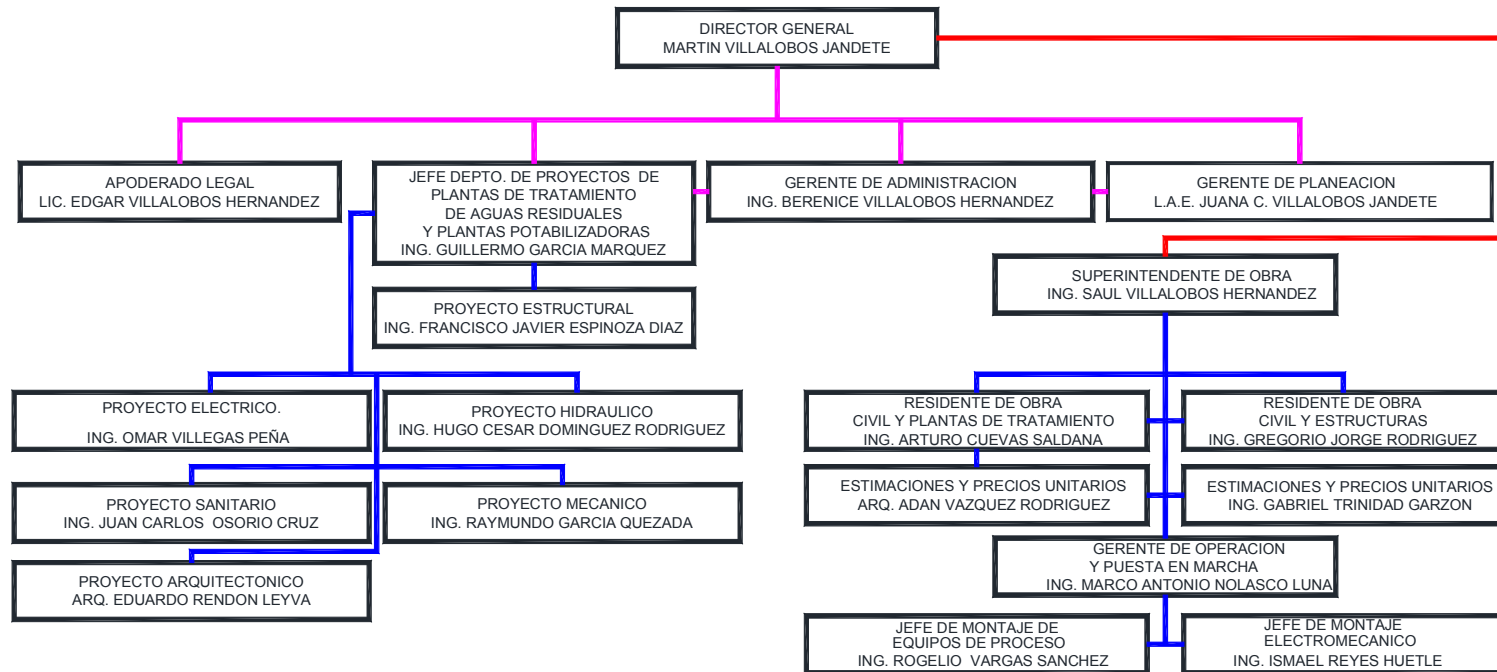 DIRECTOR GENERAL
MARTIN VILLALOBOS JANDETE
APODERADO LEGAL
LIC. EDGAR VILLALOBOS HERNANDEZ
JEFE DEPTO. DE PROYECTOS DE
PLANTAS DE TRATAMIENTO
DE AGUAS RESIDUALES
Y PLANTAS POTABILIZADORAS
ING. GUILLERMO GARCIA MARQUEZ
GERENTE DE ADMINISTRACION
ING. BERENICE VILLALOBOS HERNANDEZ
GERENTE DE PLANEACION
L.A.E. JUANA C. VILLALOBOS JANDETE
PROYECTO ESTRUCTURAL
ING. FRANCISCO JAVIER ESPINOZA DIAZ
SUPERINTENDENTE DE OBRA
ING. SAUL VILLALOBOS HERNANDEZ
PROYECTO ELECTRICO.
ING. OMAR VILLEGAS PEÑA
PROYECTO HIDRAULICO
ING. HUGO CESAR DOMINGUEZ RODRIGUEZ
RESIDENTE DE OBRA
CIVIL Y PLANTAS DE TRATAMIENTO
ING. ARTURO CUEVAS SALDANA
RESIDENTE DE OBRA
CIVIL Y ESTRUCTURAS
ING. GREGORIO JORGE RODRIGUEZ
PROYECTO SANITARIO
ING. JUAN CARLOS OSORIO CRUZ
PROYECTO MECANICO
ING. RAYMUNDO GARCIA QUEZADA
ESTIMACIONES Y PRECIOS UNITARIOS
ARQ. ADAN VAZQUEZ RODRIGUEZ
ESTIMACIONES Y PRECIOS UNITARIOS
ING. GABRIEL TRINIDAD GARZON
PROYECTO ARQUITECTONICO
ARQ. EDUARDO RENDON LEYVA
GERENTE DE OPERACION
Y PUESTA EN MARCHA
ING. MARCO ANTONIO NOLASCO LUNA
JEFE DE MONTAJE DE
EQUIPOS DE PROCESO
ING. ROGELIO VARGAS SANCHEZ
JEFE DE MONTAJE
ELECTROMECANICO
ING. ISMAEL REYES HUETLE